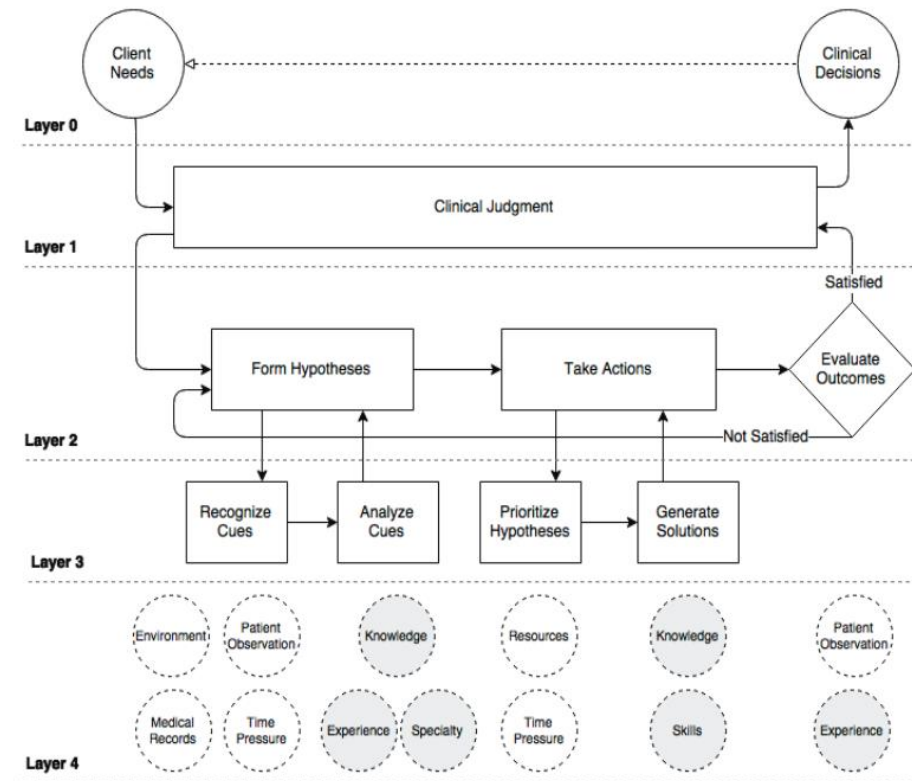 Client
Needs
Clinical
Decisions
Layer 0
Clinical Judgment
Layer 1
Satisfied
Form Hypotheses
Take Actions
Evaluate
Outcomes
Not Satisfied
Layer 2
Recognize
Cues
Analyze
Cues
Prioritize
Hypotheses
Generate
Solutions
Layer 3
Environment
Patient
Observation
Knowledge
Resources
Knowledge
Patient
Observation
Medical
Records
Time
Pressure
Experience
Specialty
Time
Pressure
Skills
Experience
Layer 4